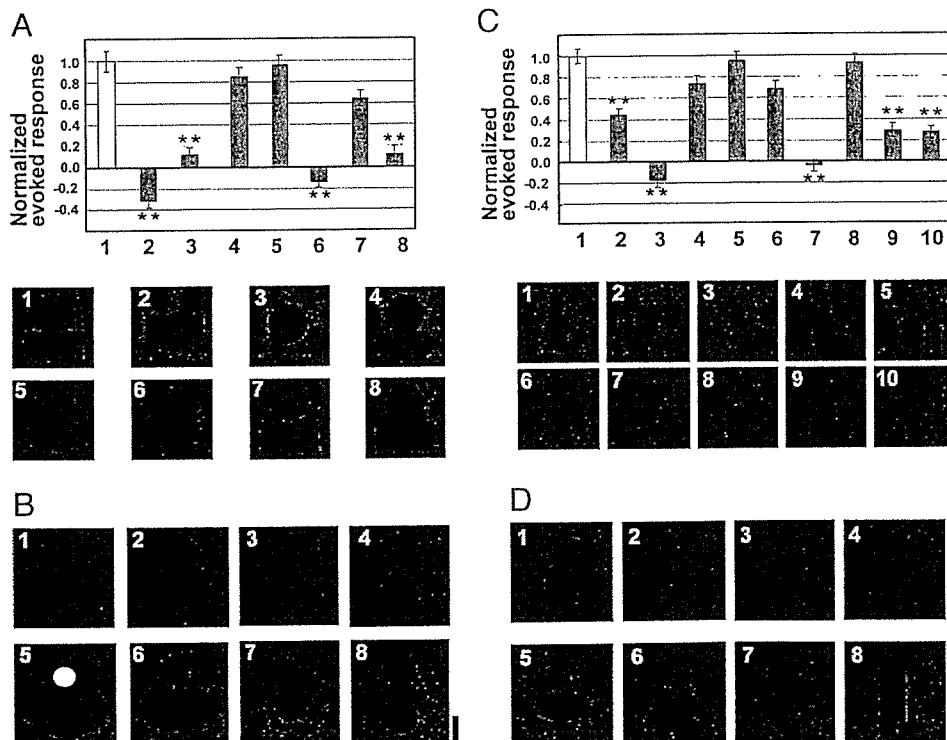 A
Normalized
evoked response
1.0
0.8
0.6
0.4
0.2
0.0
-0.2
-0.4
**
**
**
**
1 2 3 4 5 6 7 8
1 2 3 4
5 6 7 8
B
1 2 3 4
5 6 7 8
C
Normalized
evoked response
1.0
0.8
0.6
0.4
0.2
0.0
-0.2
-0.4
**
**
**
**
**
1 2 3 4 5 6 7 8 9 10
1 2 3 4 5
6 7 8 9 10
D
1 2 3 4
5 6 7 8